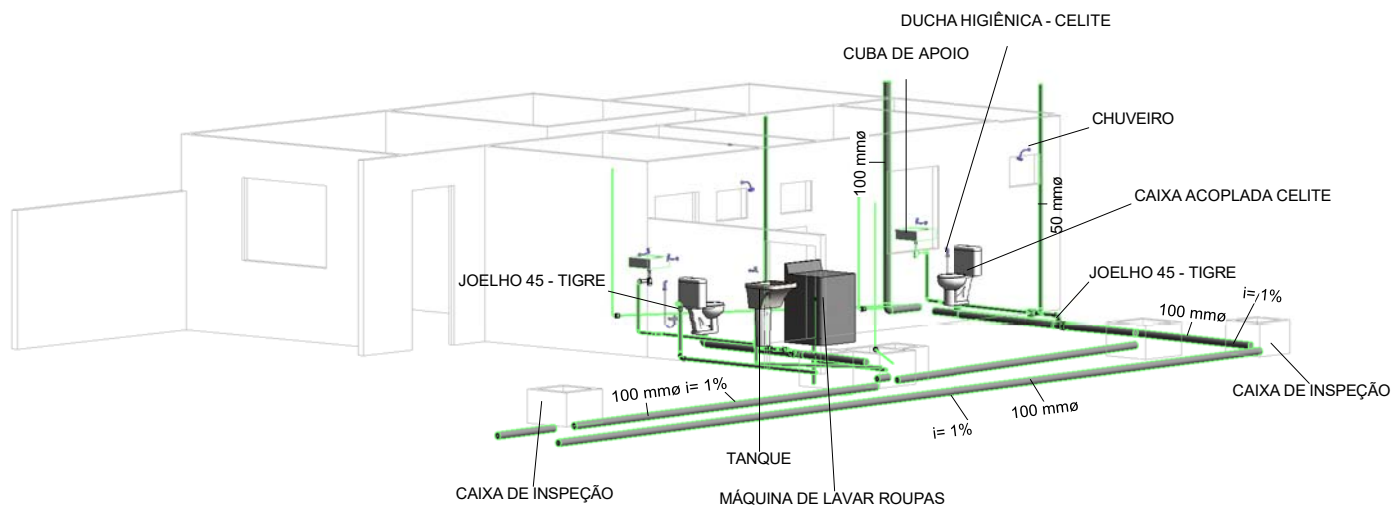 DUCHA HIGIÊNICA - CELITE
CUBA DE APOIO
CHUVEIRO
100 mmø
CAIXA ACOPLADA CELITE
50 mmø
JOELHO 45 - TIGRE
JOELHO 45 - TIGRE
i=1%
100 mmø
CAIXA DE INSPEÇÃO
100 mmø i= 1%
100 mmø
i= 1%
TANQUE
CAIXA DE INSPEÇÃO
MÁQUINA DE LAVAR ROUPAS